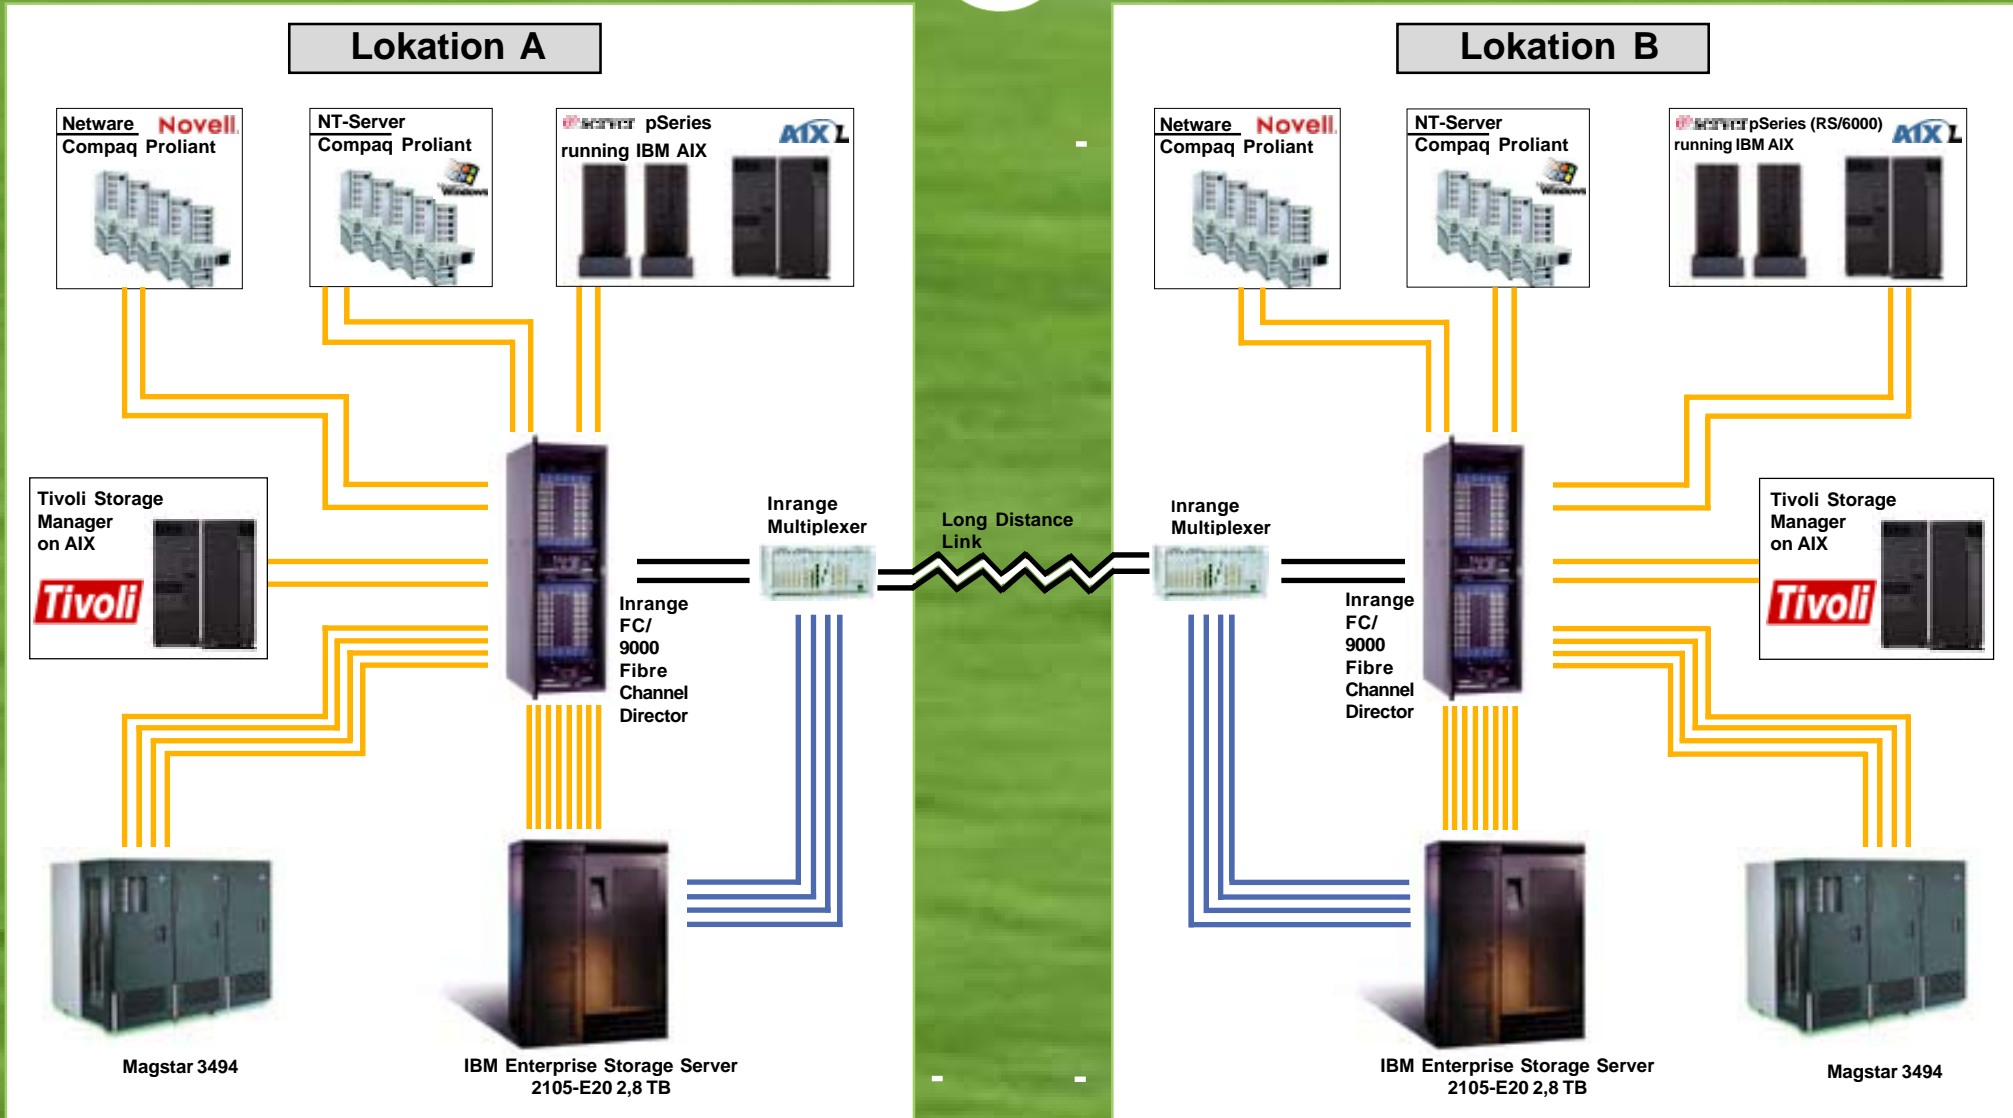 Lokation A
Netware Novell
Compaq Proliant
NT-Server
Compaq Proliant
Windows
server pSeries
running IBM AIX
AIX L
Tivoli Storage
Manager
on AIX
Tivoli
Inrange
FC/
9000
Fibre
Channel
Director
Inrange
Multiplexer
Magstar 3494
IBM Enterprise Storage Server
2105-E20 2,8 TB
Long Distance
Link
Lokation B
Netware Novell
Compaq Proliant
NT-Server
Compaq Proliant
Windows
server pSeries (RS/6000)
running IBM AIX
AIX L
Inrange
Multiplexer
Inrange
FC/
9000
Fibre
Channel
Director
Tivoli Storage
Manager
on AIX
Tivoli
IBM Enterprise Storage Server
2105-E20 2,8 TB
Magstar 3494